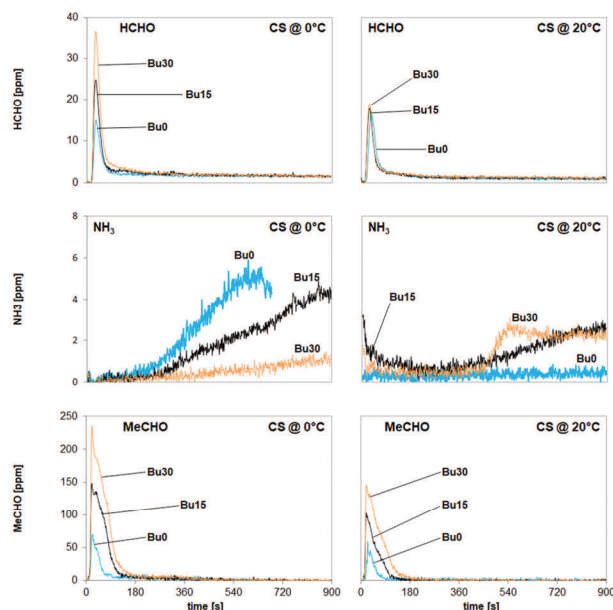 HCHO CS @ 0°C
HCHO [ppm]
40
30
20
10
0
Bu30
Bu15
Bu0
HCHO CS @ 20°C
Bu30
Bu15
Bu0
NH3 CS @ 0°C
NH3 [ppm]
8
6
4
2
0
Bu0
Bu15
Bu30
NH3 CS @ 20°C
Bu15
Bu30
Bu0
MeCHO CS @ 0°C
MeCHO [ppm]
250
200
150
100
50
0
Bu30
Bu15
Bu0
0 180 360 540 720 900
time [s]
MeCHO CS @ 20°C
Bu30
Bu15
Bu0
0 180 360 540 720 900
time [s]